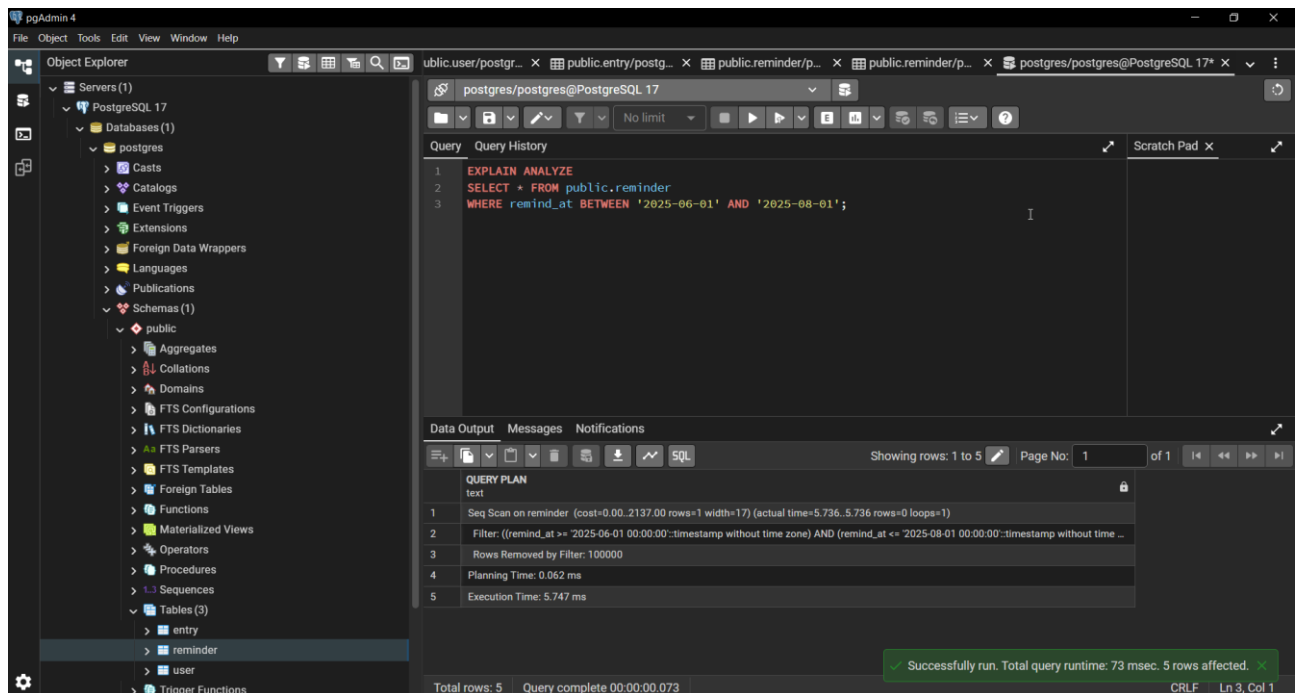 pgAdmin 4
File Object Tools Edit View Window Help
Object Explorer
ublic.user/postgr... public.entry/postg... public.reminder/p... public.reminder/p... postgres/postgres@PostgreSQL 17*
Servers (1)
PostgreSQL 17
Databases (1)
postgres
Casts
Catalogs
Event Triggers
Extensions
Foreign Data Wrappers
Languages
Publications
Schemas (1)
public
Aggregates
Collations
Domains
FTS Configurations
FTS Dictionaries
Aa FTS Parsers
FTS Templates
Foreign Tables
Functions
Materialized Views
Operators
Procedures
1..3 Sequences
Tables (3)
entry
reminder
user
Trigger Functions
postgres/postgres@PostgreSQL 17
No limit
E
Query Query History
Scratch Pad
1 EXPLAIN ANALYZE
2 SELECT * FROM public.reminder
3 WHERE remind_at BETWEEN '2025-06-01' AND '2025-08-01';
Data Output Messages Notifications
SQL
Showing rows: 1 to 5 Page No: 1 of 1
QUERY PLAN
text
1 Seq Scan on reminder (cost=0.00..2137.00 rows=1 width=17) (actual time=5.736..5.736 rows=0 loops=1)
2 Filter: ((remind_at >= '2025-06-01 00:00:00'::timestamp without time zone) AND (remind_at <= '2025-08-01 00:00:00'::timestamp without time ...
3 Rows Removed by Filter: 100000
4 Planning Time: 0.062 ms
5 Execution Time: 5.747 ms
Successfully run. Total query runtime: 73 msec. 5 rows affected.
Total rows: 5 Query complete 00:00:00.073
CRLF Ln 3, Col 1